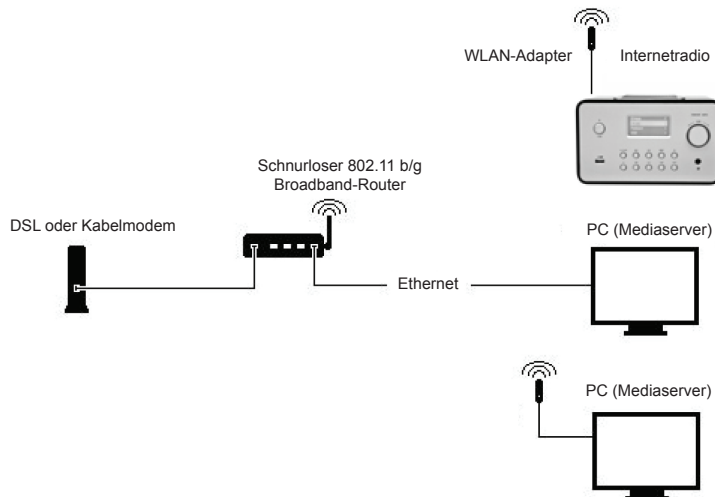 WLAN-Adapter
Internetradio
Schnurloser 802.11 b/g
Broadband-Router
DSL oder Kabelmodem
PC (Mediaserver)
Ethernet
PC (Mediaserver)